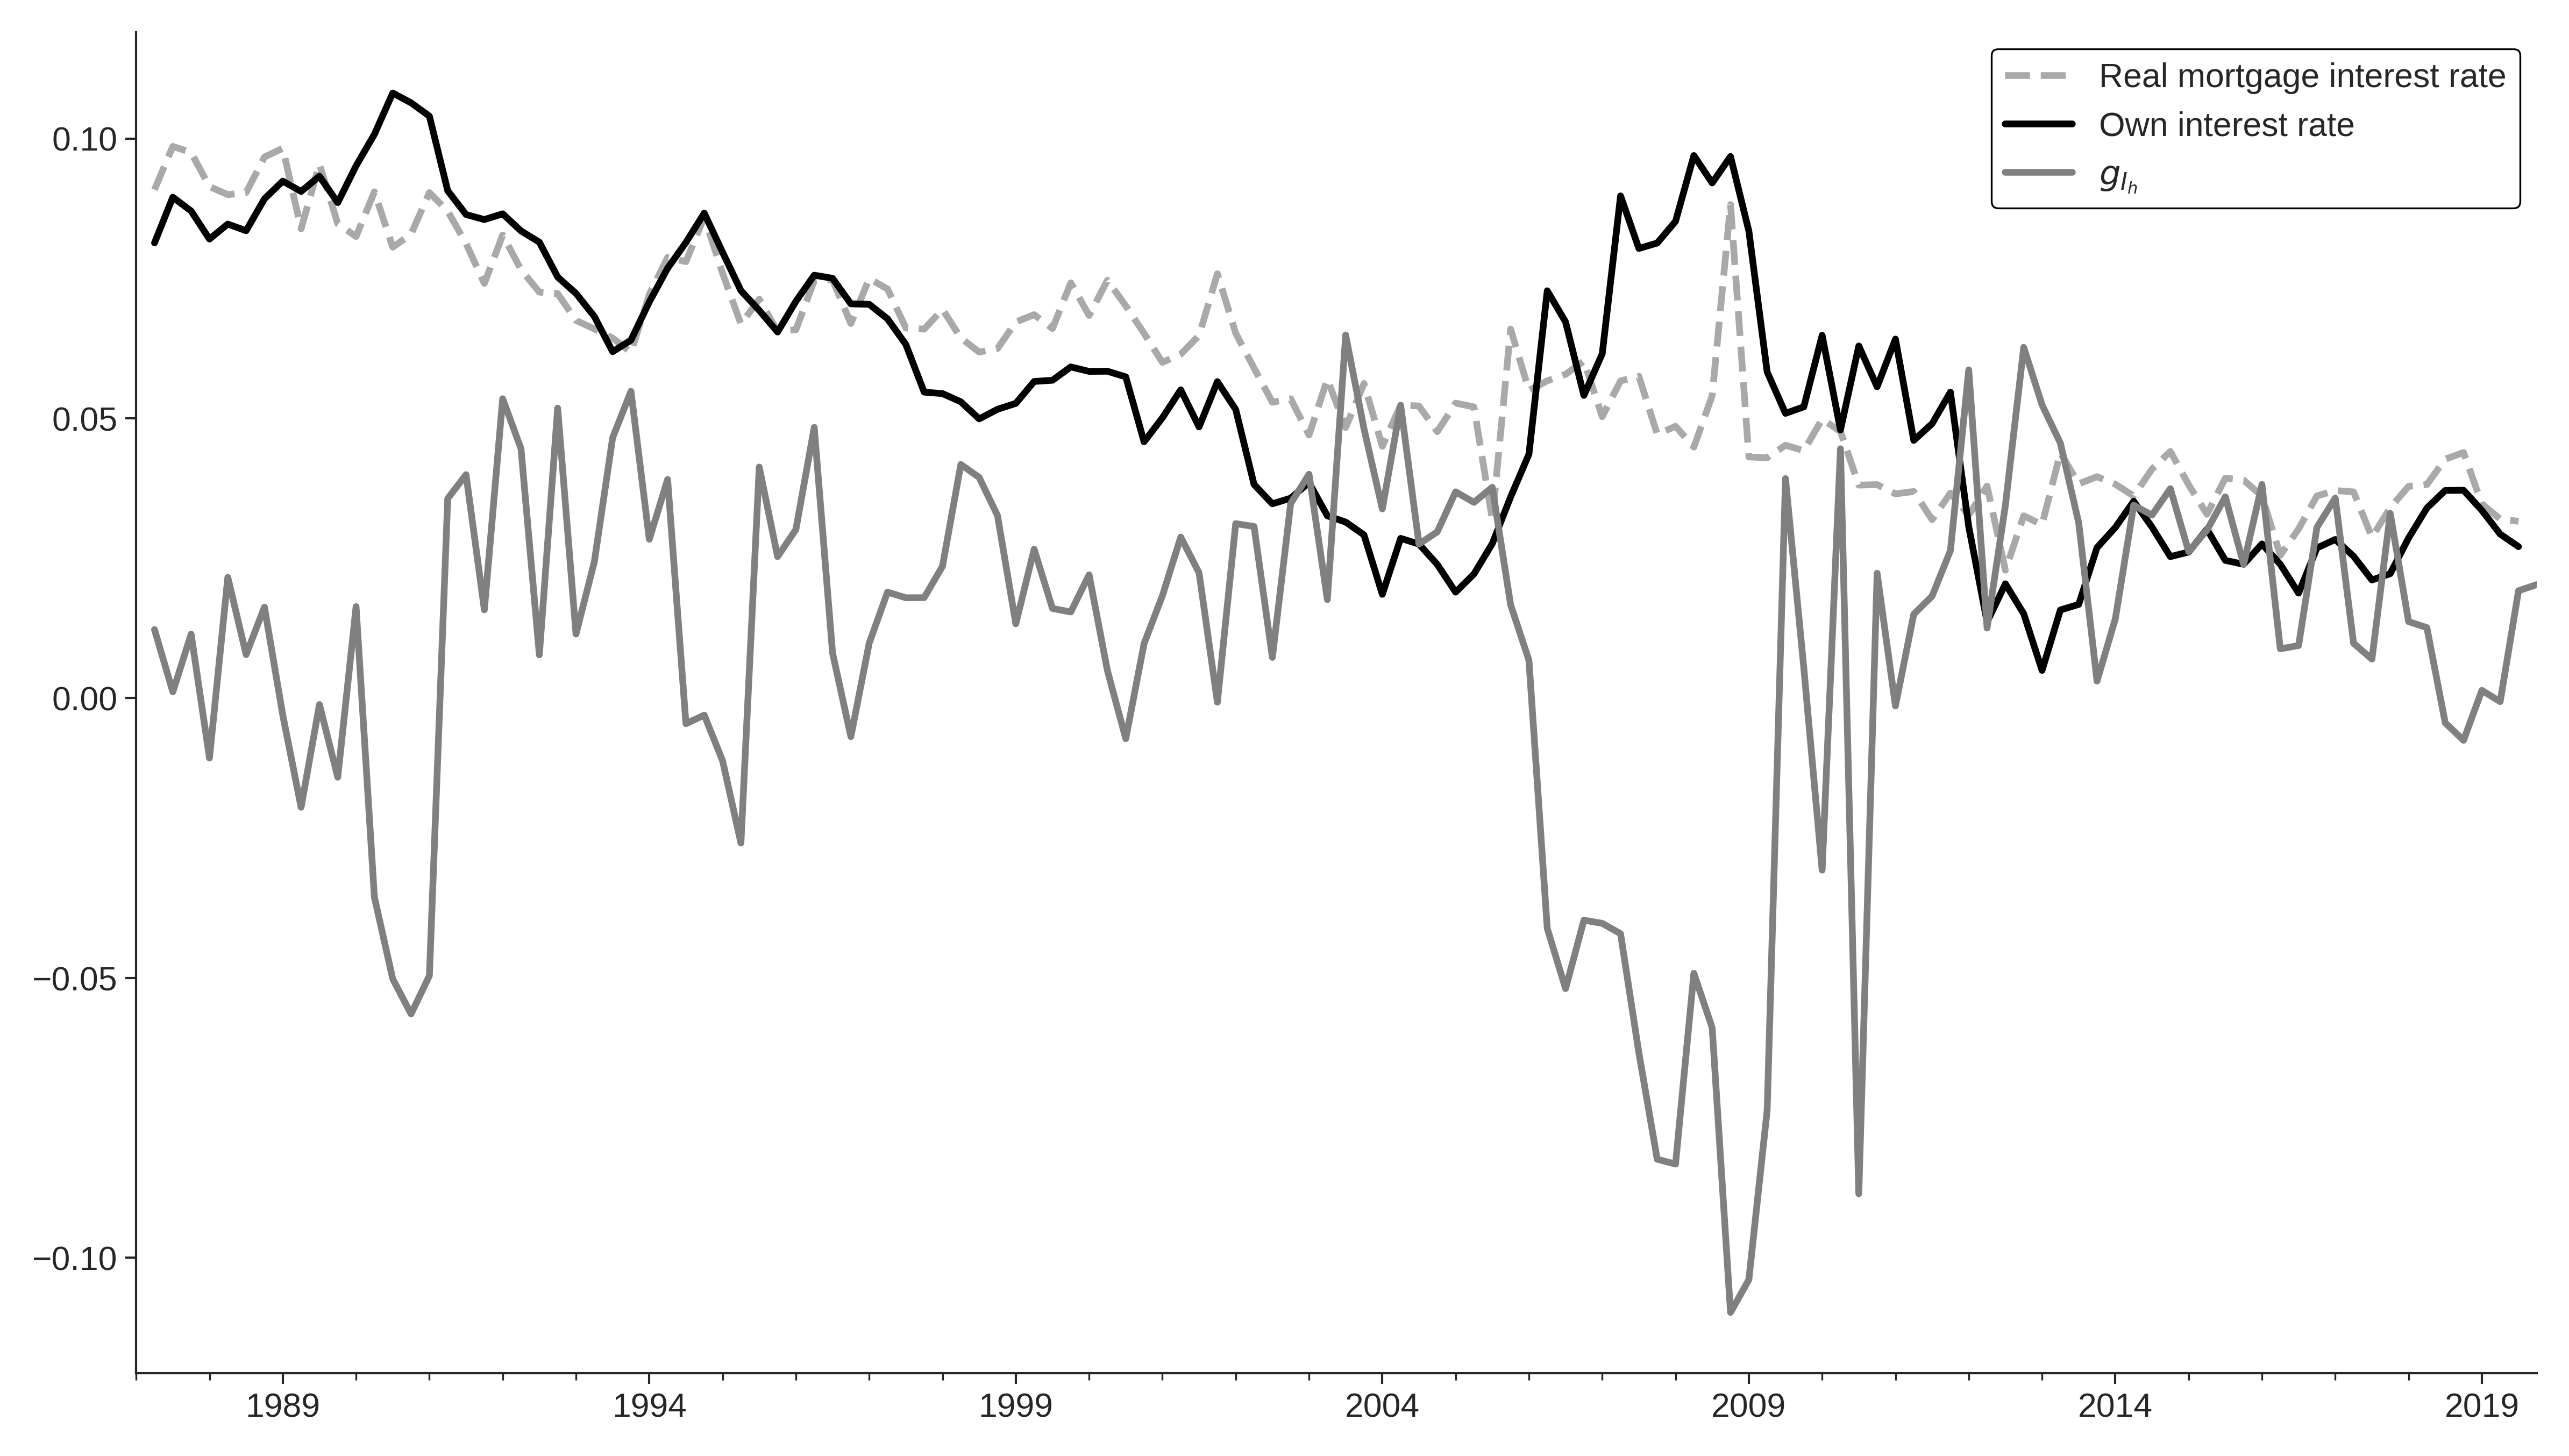 Real mortgage interest rate
Own interest rate
g_{I_h}
0.10
0.05
0.00
−0.05
−0.10
1989 1994 1999 2004 2009 2014 2019